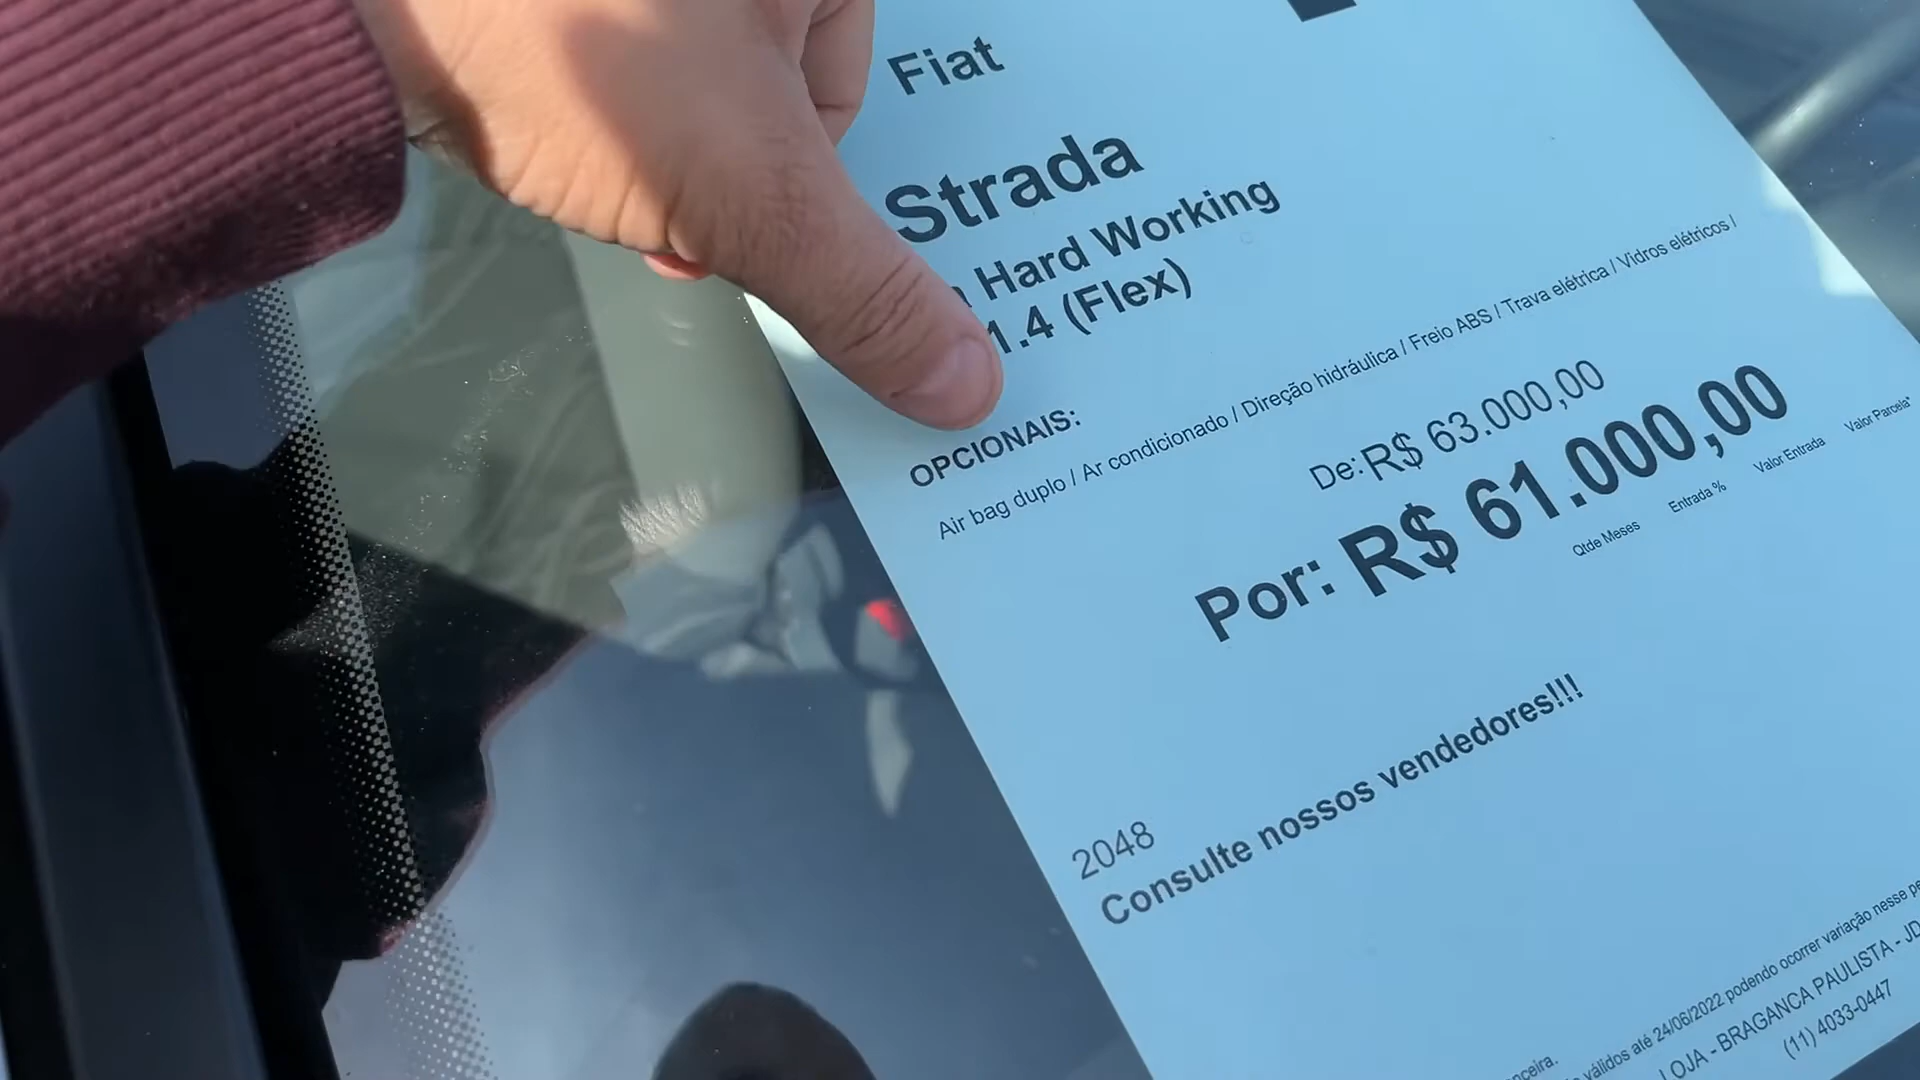 Fiat
Strada
Hard Working
1.4 (Flex)
OPCIONAIS:
Air bag duplo / Ar condicionado / Direção hidráulica / Freio ABS / Trava elétrica / Vidros elétricos /
De:R$ 63.000,00
Por: R$ 61.000,00
Qtde Meses Entrada % Valor Entrada Valor Parcela*
2048
Consulte nossos vendedores!!!
válidos até 24/06/2022 podendo ocorrer variação nesse
LOJA - BRAGANCA PAULISTA - JD
(11) 4033-0447